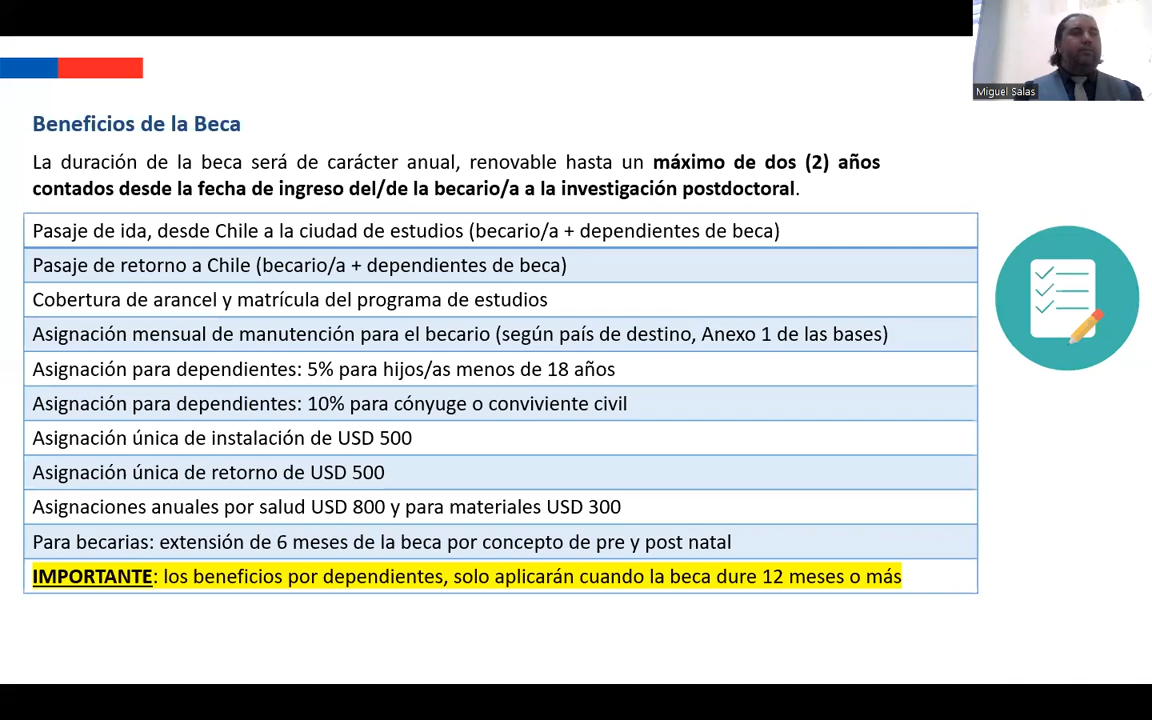 Miguel Salas
Beneficios de la Beca
La duración de la beca será de carácter anual, renovable hasta un máximo de dos (2) años
contados desde la fecha de ingreso del/de la becario/a a la investigación postdoctoral.
Pasaje de ida, desde Chile a la ciudad de estudios (becario/a + dependientes de beca)
Pasaje de retorno a Chile (becario/a + dependientes de beca)
Cobertura de arancel y matrícula del programa de estudios
Asignación mensual de manutención para el becario (según país de destino, Anexo 1 de las bases)
Asignación para dependientes: 5% para hijos/as menos de 18 años
Asignación para dependientes: 10% para cónyuge o conviviente civil
Asignación única de instalación de USD 500
Asignación única de retorno de USD 500
Asignaciones anuales por salud USD 800 y para materiales USD 300
Para becarias: extensión de 6 meses de la beca por concepto de pre y post natal
IMPORTANTE: los beneficios por dependientes, solo aplicarán cuando la beca dure 12 meses o más